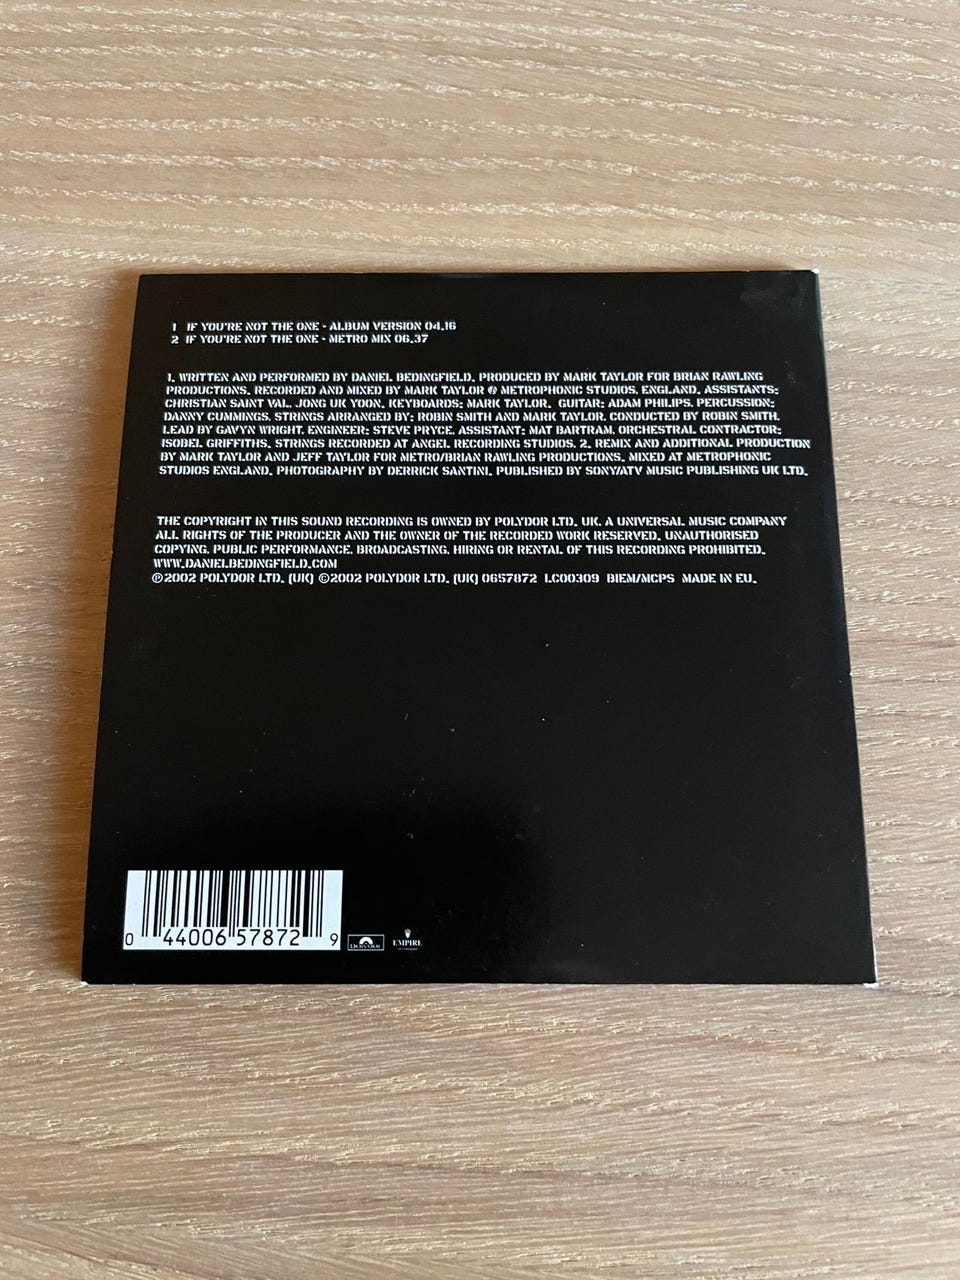 1 IF YOU'RE NOT THE ONE - ALBUM VERSION 04.16
2 IF YOU'RE NOT THE ONE - METRO MIX 06.37
1. WRITTEN AND PERFORMED BY DANIEL BEDINGFIELD. PRODUCED BY MARK TAYLOR FOR BRIAN RAWLING
PRODUCTIONS. RECORDED AND MIXED BY MARK TAYLOR @ METROPHONIC STUDIOS, ENGLAND. ASSISTANTS:
CHRISTIAN SAINT VAL, JONG UK YOON. KEYBOARDS: MARK TAYLOR. GUITAR: ADAM PHILIPS. PERCUSSION:
DANNY CUMMINGS. STRINGS ARRANGED BY: ROBIN SMITH AND MARK TAYLOR. CONDUCTED BY ROBIN SMITH.
LEAD BY GAVYN WRIGHT. ENGINEER: STEVE PRYCE. ASSISTANT: MAT BARTRAM. ORCHESTRAL CONTRACTOR:
ISOBEL GRIFFITHS. STRINGS RECORDED AT ANGEL RECORDING STUDIOS. 2. REMIX AND ADDITIONAL PRODUCTION
BY MARK TAYLOR AND JEFF TAYLOR FOR METRO/BRIAN RAWLING PRODUCTIONS. MIXED AT METROPHONIC
STUDIOS ENGLAND. PHOTOGRAPHY BY DERRICK SANTINI. PUBLISHED BY SONY/ATV MUSIC PUBLISHING UK LTD.
THE COPYRIGHT IN THIS SOUND RECORDING IS OWNED BY POLYDOR LTD. UK. A UNIVERSAL MUSIC COMPANY
ALL RIGHTS OF THE PRODUCER AND THE OWNER OF THE RECORDED WORK RESERVED. UNAUTHORISED
COPYING, PUBLIC PERFORMANCE, BROADCASTING, HIRING OR RENTAL OF THIS RECORDING PROHIBITED.
WWW.DANIELBEDINGFIELD.COM
℗2002 POLYDOR LTD. (UK) ©2002 POLYDOR LTD. (UK) 0657872 LC00309 BIEM/MCPS MADE IN EU.
0 44006 57872 9
POLYDOR EMPIRE